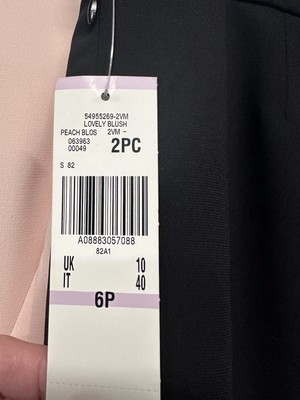 54955269-2VM
LOVELY BLUSH
PEACH BLOS 2VM -
063963
00049 2PC
S 82
A08883057088
82A1
UK 10
IT 40
6P